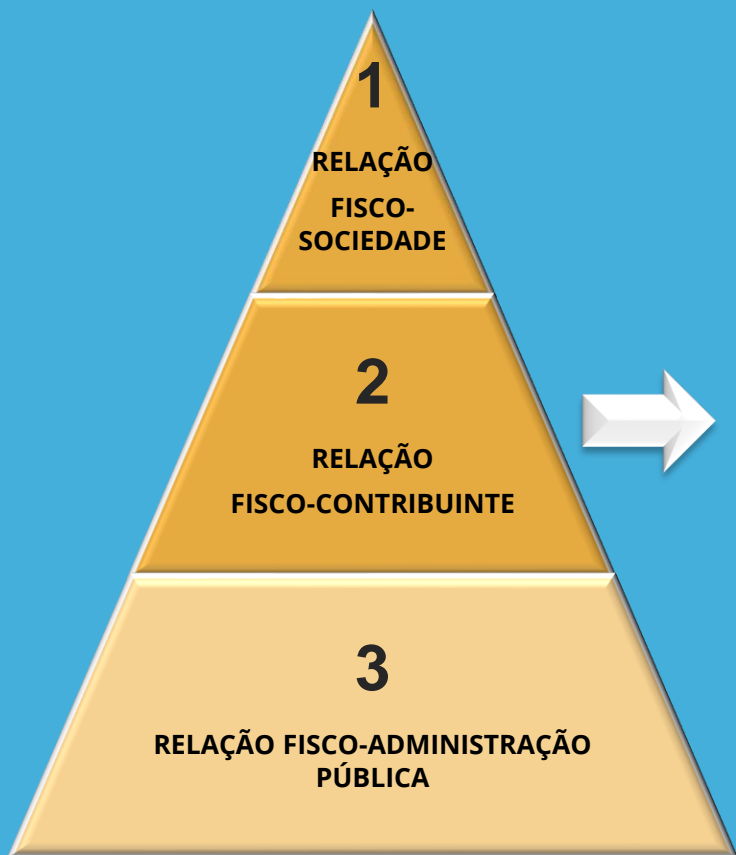 1
RELAÇÃO
FISCO-
SOCIEDADE
2
RELAÇÃO
FISCO-CONTRIBUINTE
3
RELAÇÃO FISCO-ADMINISTRAÇÃO
PÚBLICA